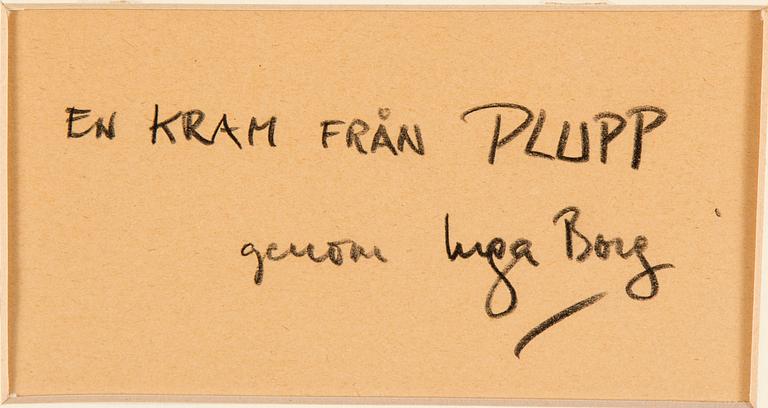 EN KRAM FRÅN PLUPP
genom Inga Borg